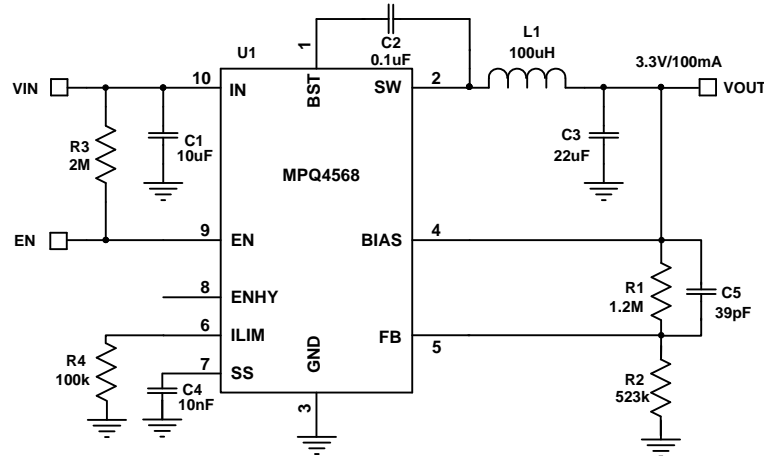 U1
1
C2
0.1uF
L1
100uH
3.3V/100mA
VIN
10
IN
BST
SW
2
VOUT
C1
10uF
C3
22uF
R3
2M
MPQ4568
EN
9
EN
BIAS
4
8
ENHY
R1
1.2M
C5
39pF
6
ILIM
GND
FB
5
R4
100k
7
SS
C4
10nF
3
R2
523k